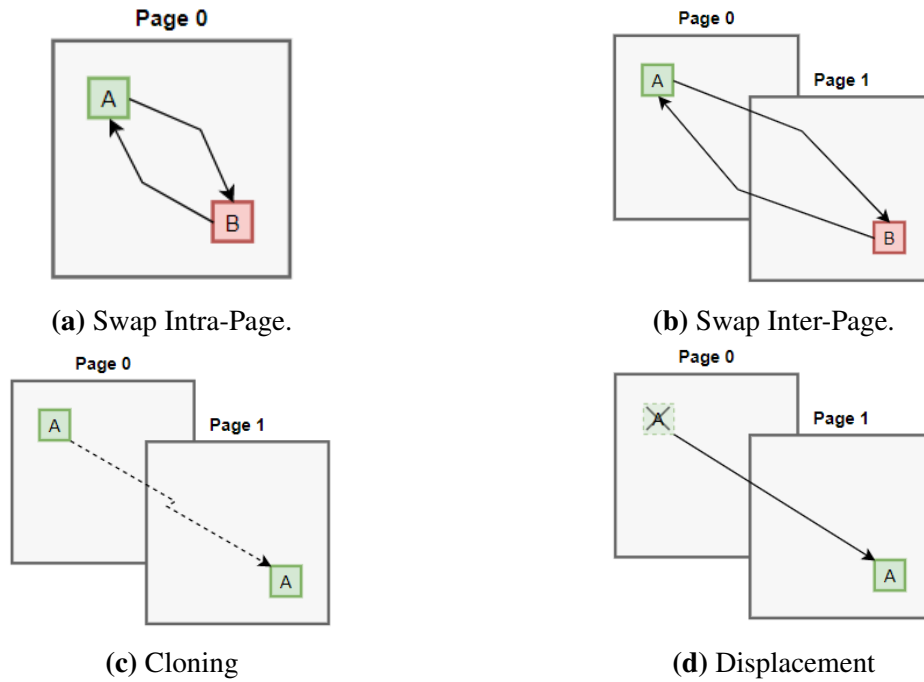 Page 0
A
B
(a) Swap Intra-Page.
Page 0
A
Page 1
B
(b) Swap Inter-Page.
Page 0
A
Page 1
A
(c) Cloning
Page 0
A
Page 1
A
(d) Displacement